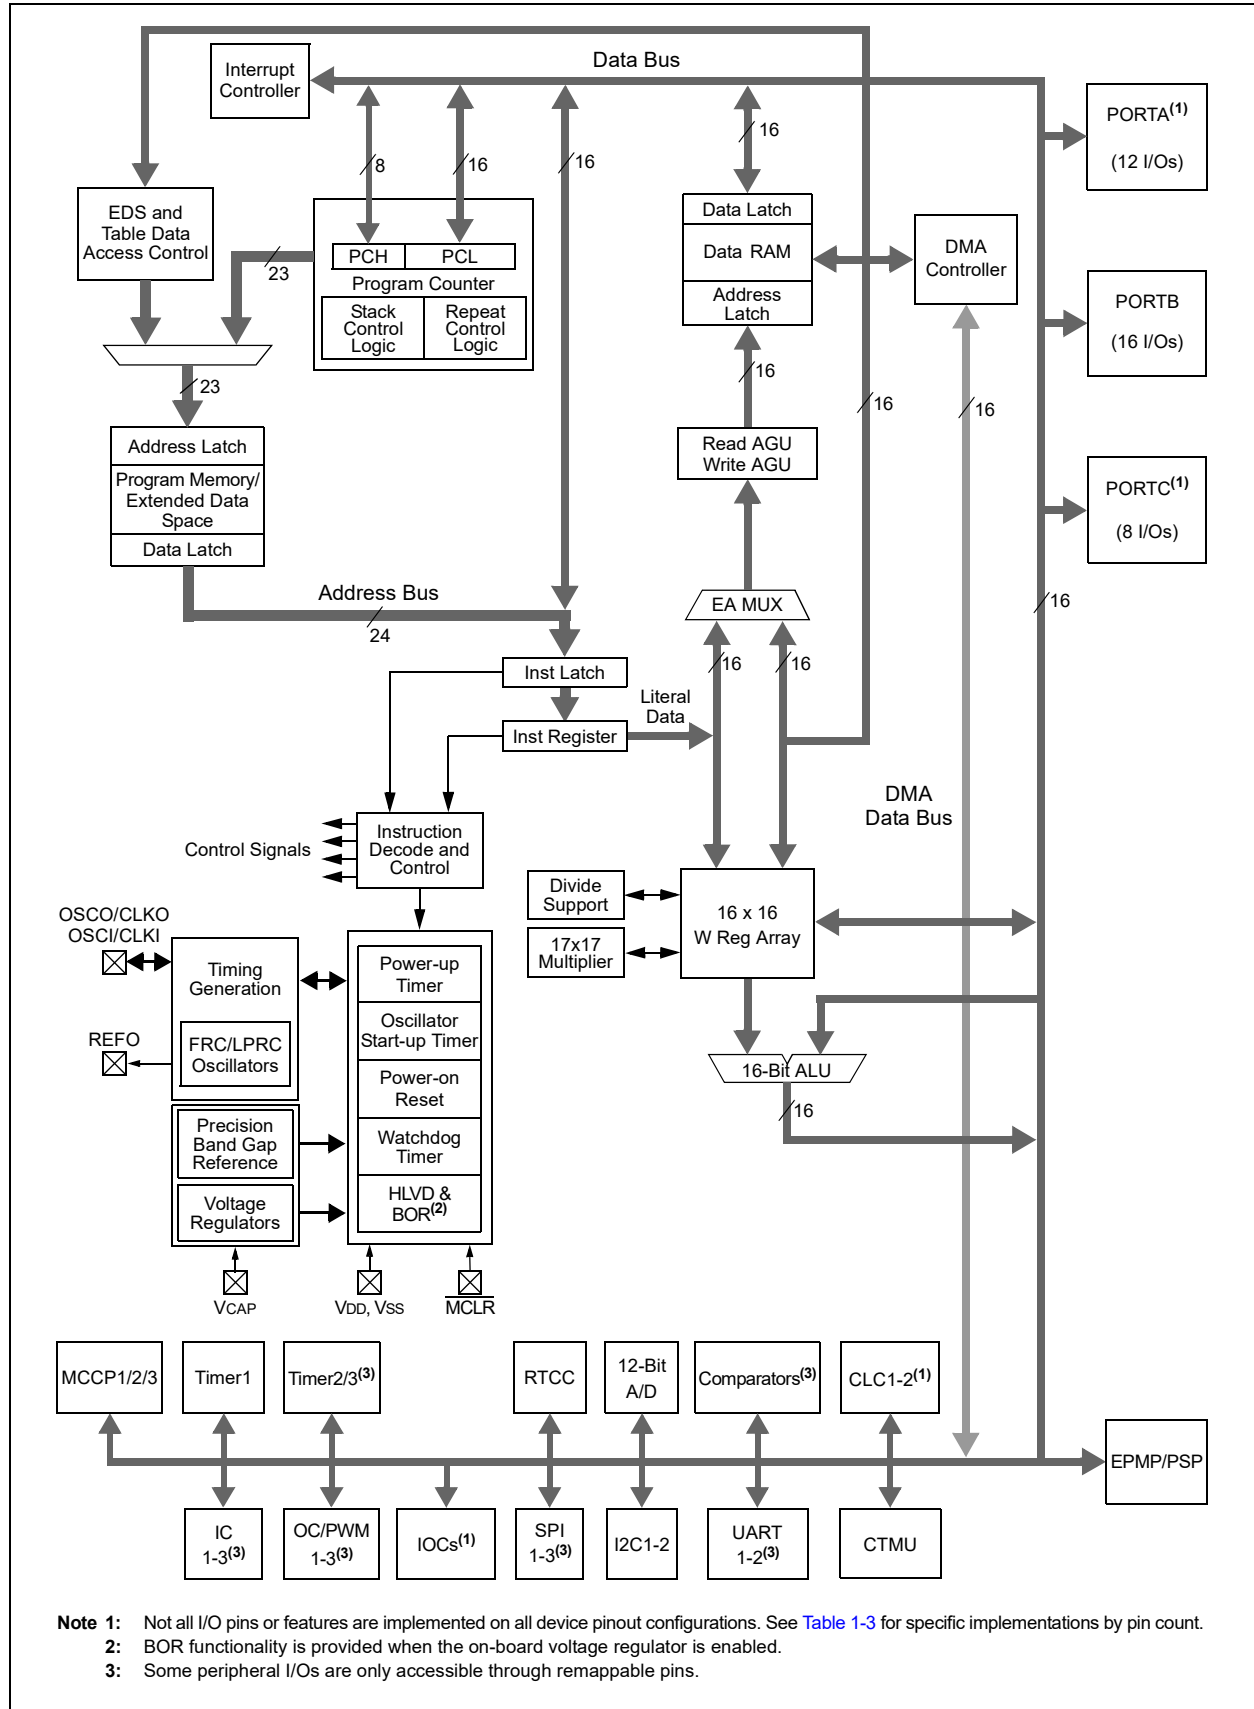 Data Bus
Interrupt
Controller
PORTA(1)
(12 I/Os)
16
8
16
16
EDS and
Table Data
Access Control
Data Latch
Data RAM
Address
Latch
DMA
Controller
23
PCH
PCL
Program Counter
Stack
Control
Logic
Repeat
Control
Logic
PORTB
(16 I/Os)
23
16
16
16
Address Latch
Program Memory/
Extended Data
Space
Data Latch
Read AGU
Write AGU
PORTC(1)
(8 I/Os)
Address Bus
24
EA MUX
16
16
16
Inst Latch
Literal
Data
Inst Register
DMA
Data Bus
Control Signals
Instruction
Decode and
Control
Divide
Support
16 x 16
W Reg Array
17x17
Multiplier
OSCO/CLKO
OSCI/CLKI
Timing
Generation
Power-up
Timer
REFO
FRC/LPRC
Oscillators
Oscillator
Start-up Timer
16-Bit ALU
16
Power-on
Reset
Precision
Band Gap
Reference
Watchdog
Timer
Voltage
Regulators
HLVD &
BOR(2)
VCAP
VDD, VSS
MCLR
MCCP1/2/3
Timer1
Timer2/3(3)
RTCC
12-Bit
A/D
Comparators(3)
CLC1-2(1)
EPMP/PSP
IC
1-3(3)
OC/PWM
1-3(3)
IOCs(1)
SPI
1-3(3)
I2C1-2
UART
1-2(3)
CTMU
Note 1: Not all I/O pins or features are implemented on all device pinout configurations. See Table 1-3 for specific implementations by pin count.
2: BOR functionality is provided when the on-board voltage regulator is enabled.
3: Some peripheral I/Os are only accessible through remappable pins.